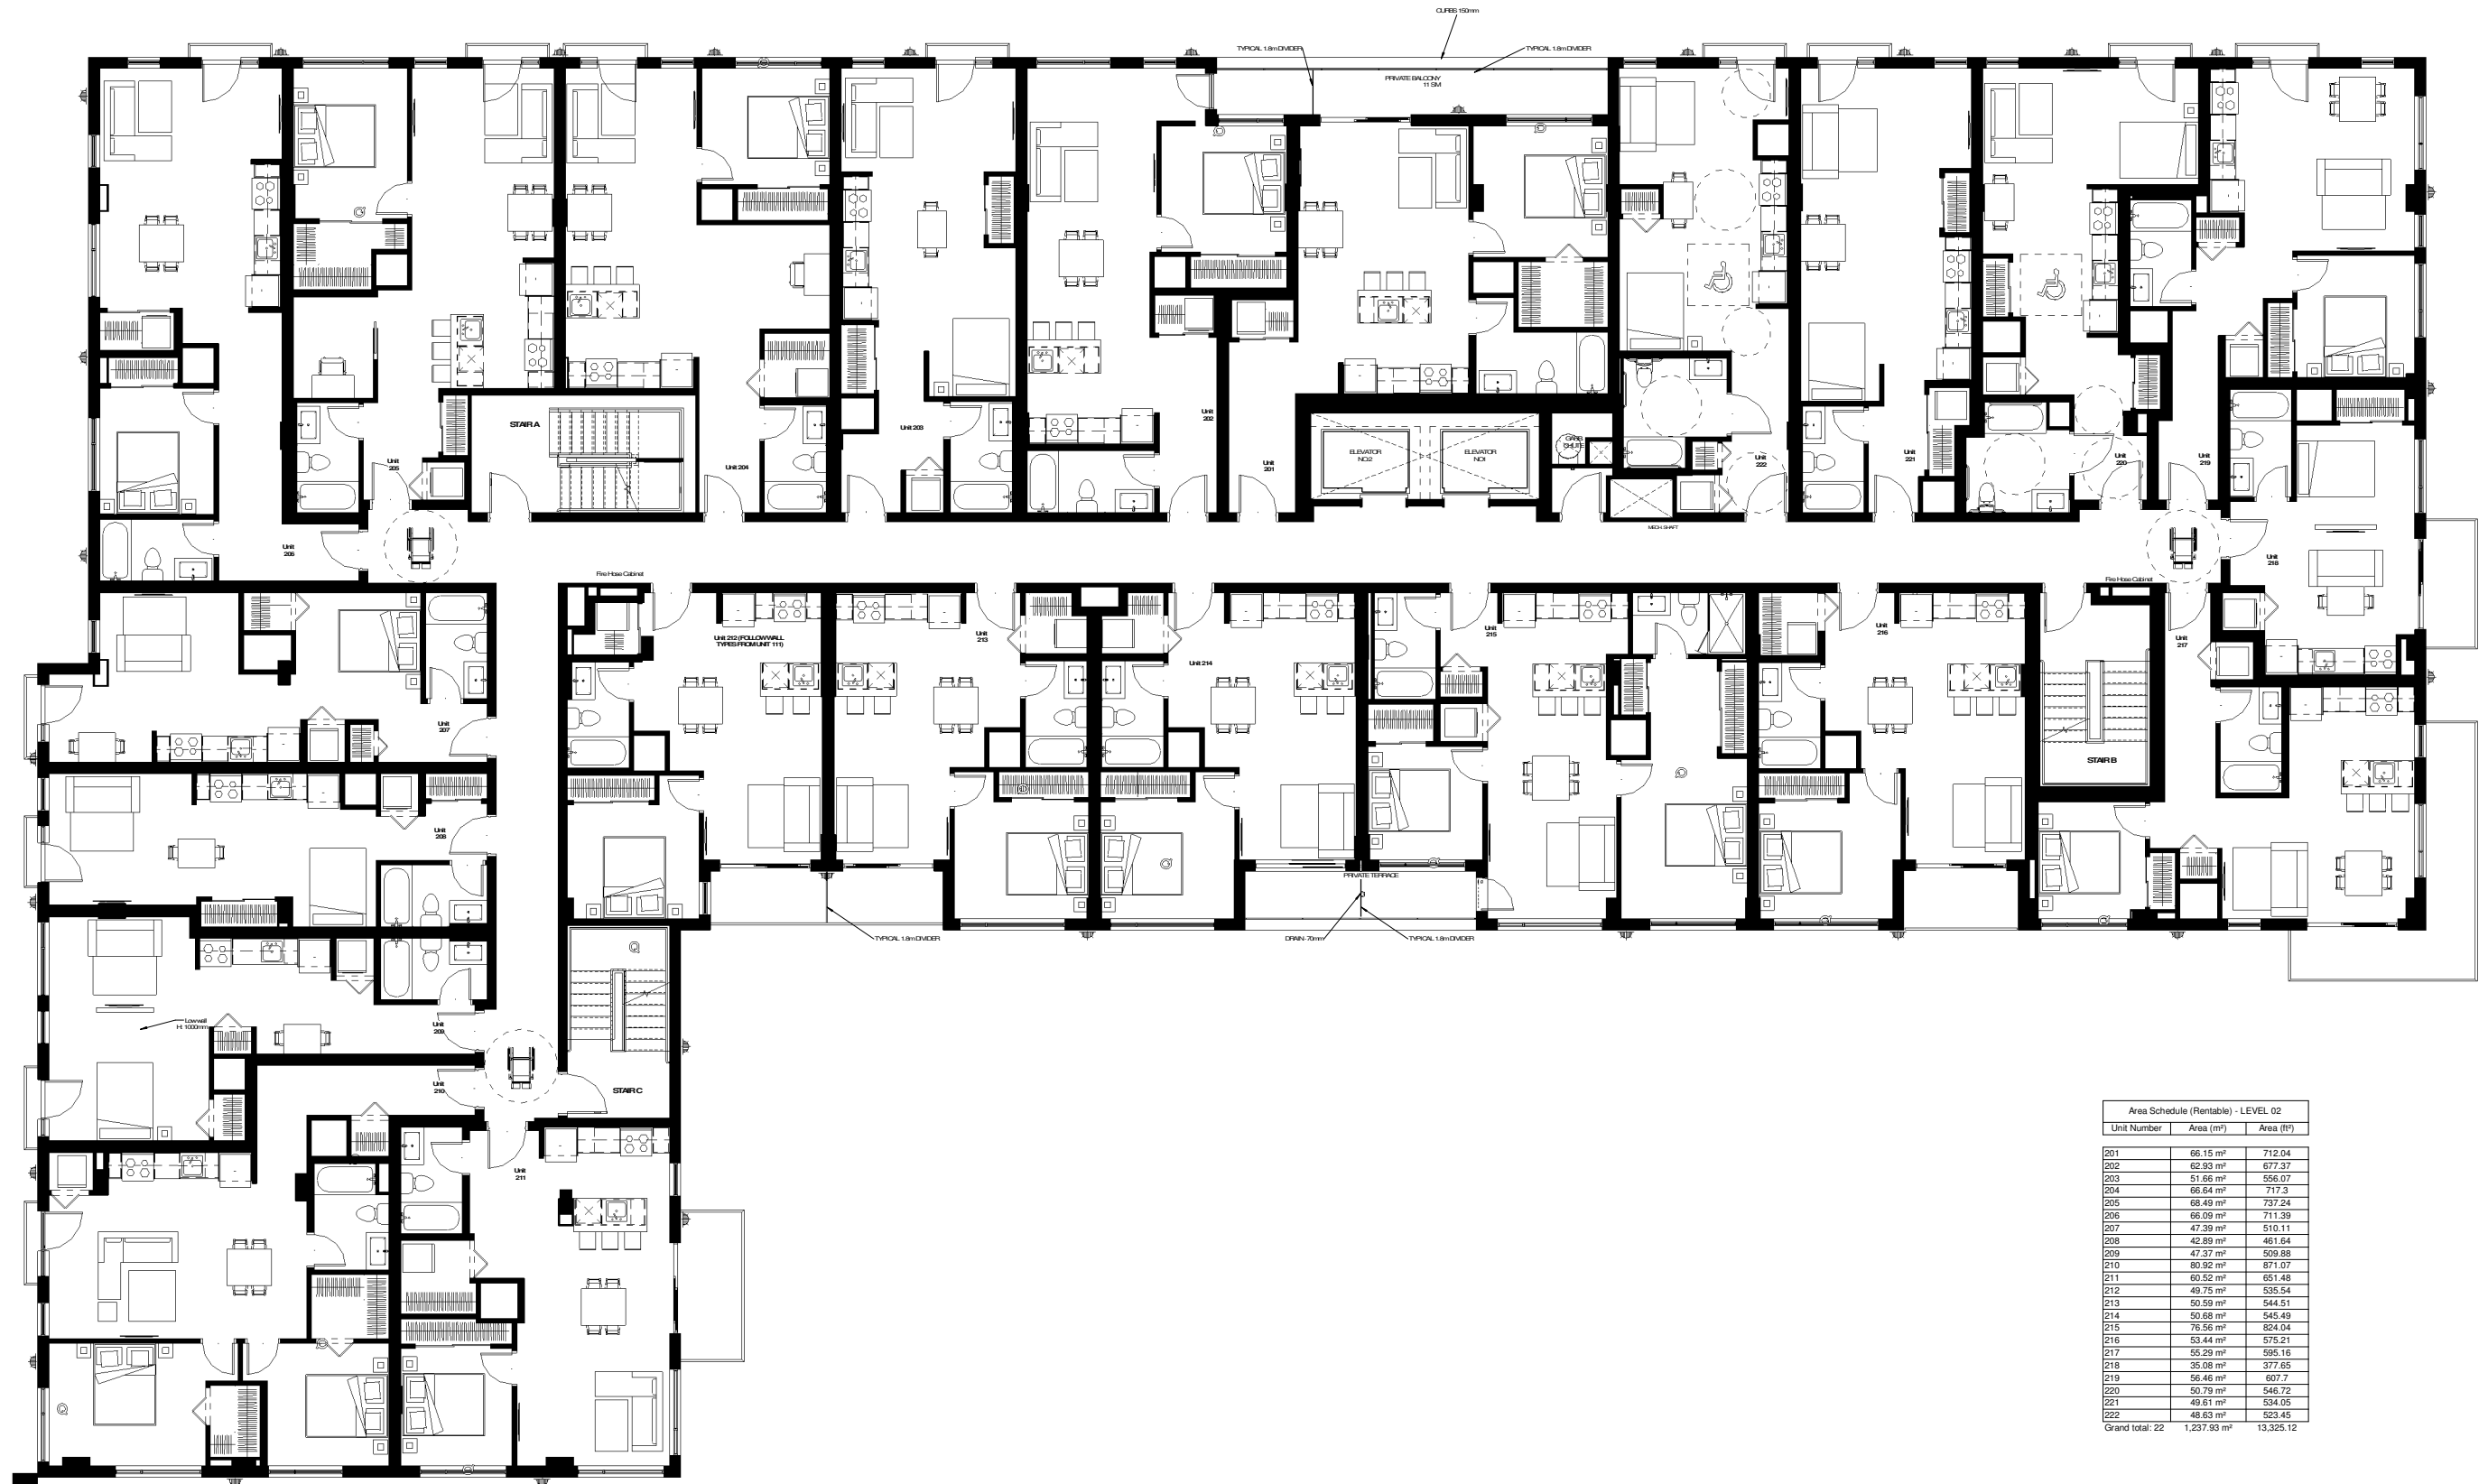 CURBS 150mm
TYPICAL 1.8m DIVIDER
TYPICAL 1.8m DIVIDER
PRIVATE BALCONY
11 SM
STAIR A
Unit
205
Unit 204
Unit 203
Unit
202
Unit
201
ELEVATOR
NO.2
ELEVATOR
NO.1
GARB.
CHUTE
Unit
222
Unit
221
Unit
220
Unit
219
MECH. SHAFT
Unit
206
Unit
218
Fire Hose Cabinet
Fire Hose Cabinet
Unit 212 (FOLLOW WALL
TYPES FROM UNIT 111)
Unit
213
Unit 214
Unit
215
Unit
216
Unit
217
Unit
207
STAIR B
Unit
208
PRIVATE TERRACE
TYPICAL 1.8m DIVIDER
DRAIN-70mm
TYPICAL 1.8m DIVIDER
Low wall
H: 1000mm
Unit
209
Unit
210
STAIR C
Unit
211
Area Schedule (Rentable) - LEVEL 02
Unit Number Area (m²) Area (ft²)
201 66.15 m² 712.04
202 62.93 m² 677.37
203 51.66 m² 556.07
204 66.64 m² 717.3
205 68.49 m² 737.24
206 66.09 m² 711.39
207 47.39 m² 510.11
208 42.89 m² 461.64
209 47.37 m² 509.88
210 80.92 m² 871.07
211 60.52 m² 651.48
212 49.75 m² 535.54
213 50.59 m² 544.51
214 50.68 m² 545.49
215 76.56 m² 824.04
216 53.44 m² 575.21
217 55.29 m² 595.16
218 35.08 m² 377.65
219 56.46 m² 607.7
220 50.79 m² 546.72
221 49.61 m² 534.05
222 48.63 m² 523.45
Grand total: 22 1,237.93 m² 13,325.12